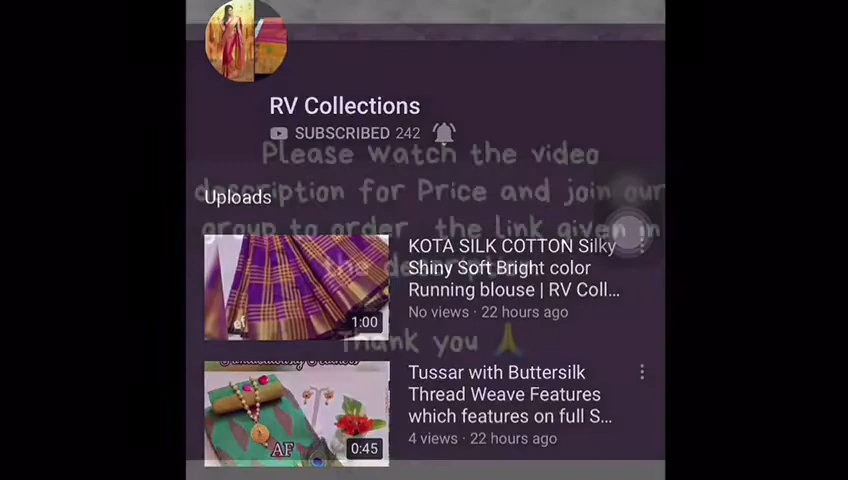 RV Collections
SUBSCRIBED 242
Please watch the video
description for Price and join our
group to order the link given in
the description
Thank you 🙏
Uploads
KOTA SILK COTTON Silky
Shiny Soft Bright color
Running blouse | RV Coll...
No views · 22 hours ago
1:00
Tussar with Buttersilk
Thread Weave Features
which features on full S...
4 views · 22 hours ago
AF
0:45